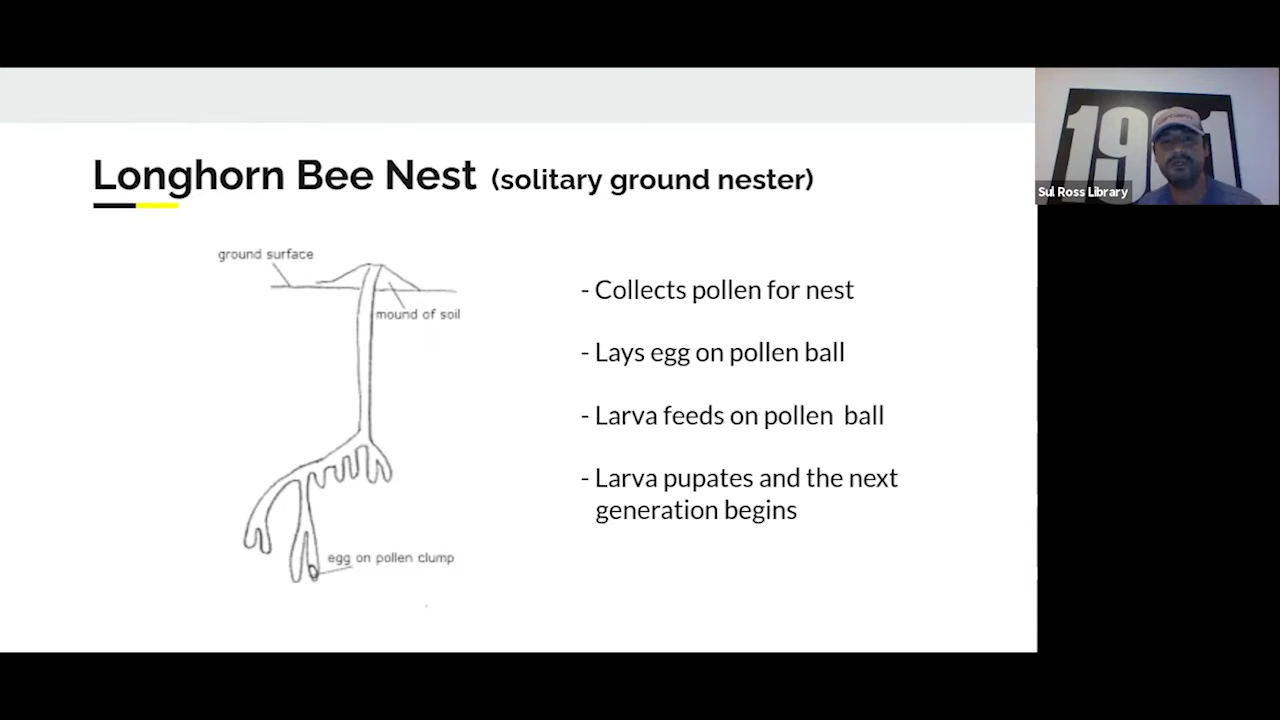 Longhorn Bee Nest (solitary ground nester)
ground surface
mound of soil
egg on pollen clump
- Collects pollen for nest
- Lays egg on pollen ball
- Larva feeds on pollen ball
- Larva pupates and the next
generation begins
1981
Sul Ross Library